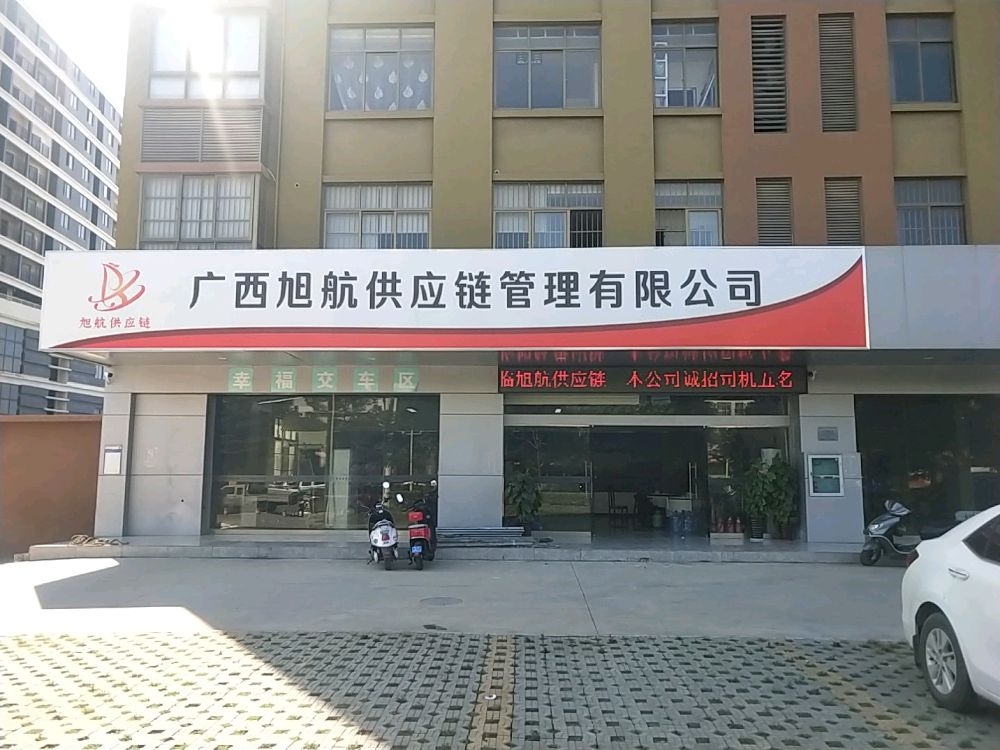 广西旭航供应链管理有限公司
旭航供应链
幸福交车区
临旭航供应链 本公司诚招司机五名